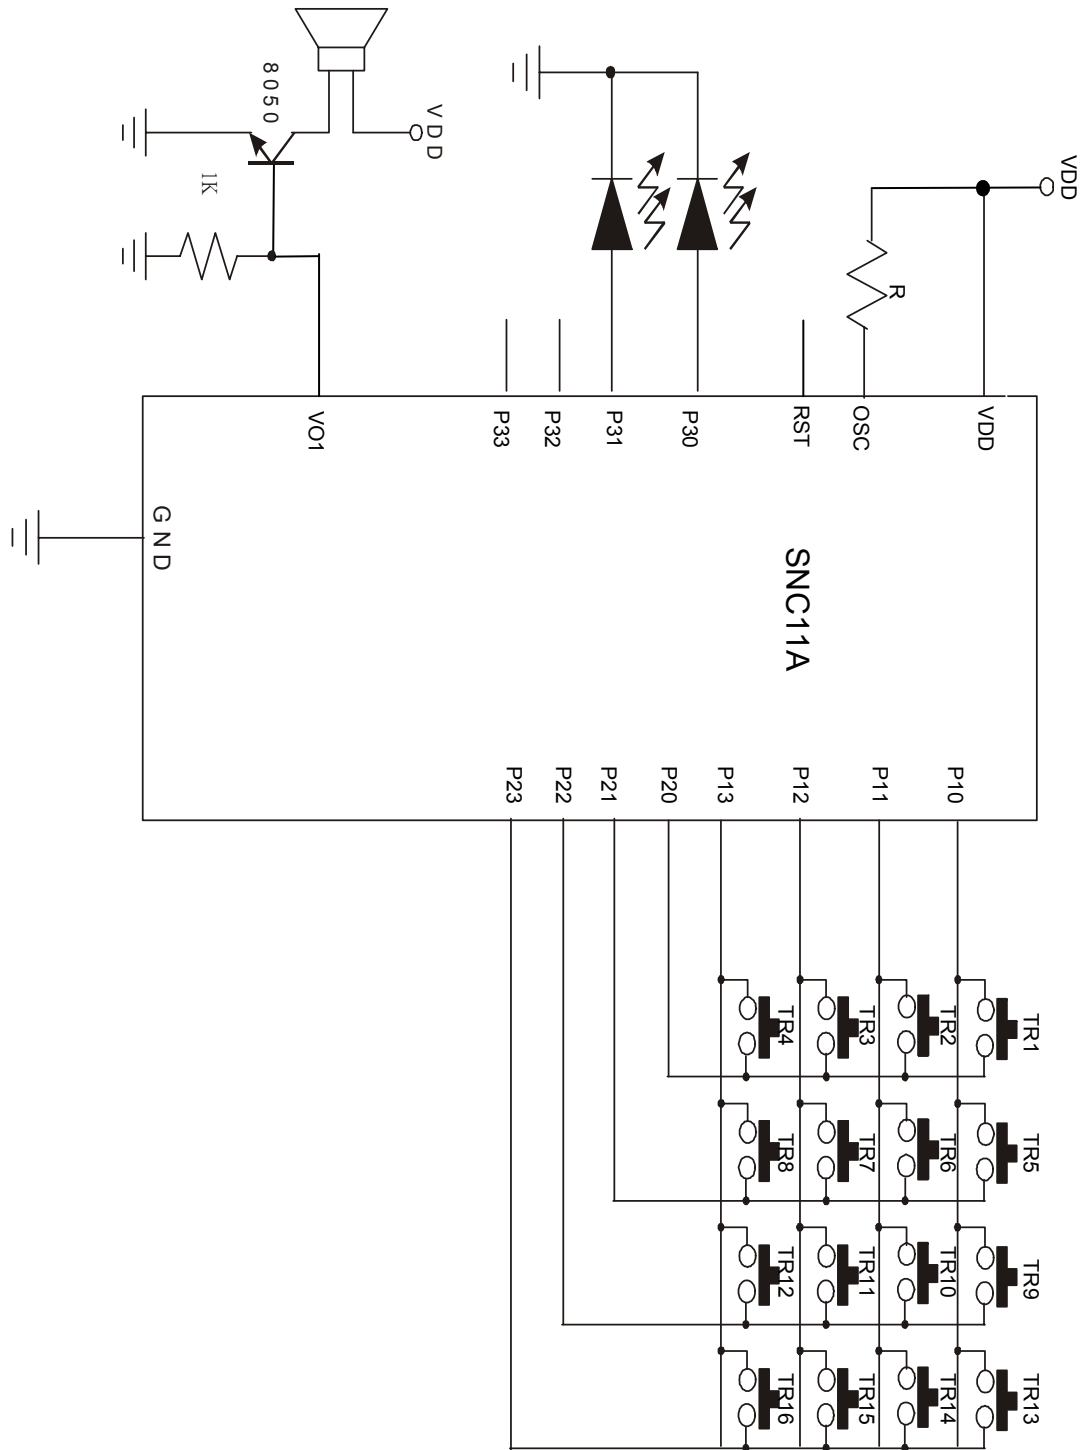 VDD
R
VDD
8050
1K
VDD
OSC
RST
P30
P31
P32
P33
VO1
GND
SNC11A
P10
P11
P12
P13
P20
P21
P22
P23
TR1
TR5
TR9
TR13
TR2
TR6
TR10
TR14
TR3
TR7
TR11
TR15
TR4
TR8
TR12
TR16